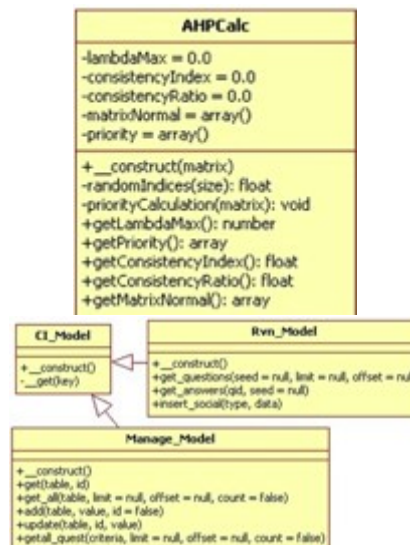 AHPCalc
-lambdaMax = 0.0
-consistencyIndex = 0.0
-consistencyRatio = 0.0
-matrixNormal = array()
-priority = array()
+__construct(matrix)
-randomIndices(size): float
-priorityCalculation(matrix): void
+getLambdaMax(): number
+getPriority(): array
+getConsistencyIndex(): float
+getConsistencyRatio(): float
+getMatrixNormal(): array
CI_Model
+__construct()
-__get(key)
Rvn_Model
+__construct()
+get_questions(seed = null, limit = null, offset = null
+get_answers(qid, seed = null)
+insert_social(type, data)
Manage_Model
+__construct()
+get(table, id)
+get_all(table, limit = null, offset = null, count = false)
+add(table, value, id = false)
+update(table, id, value)
+getall_quest(criteria, limit = null, offset = null, count = false)